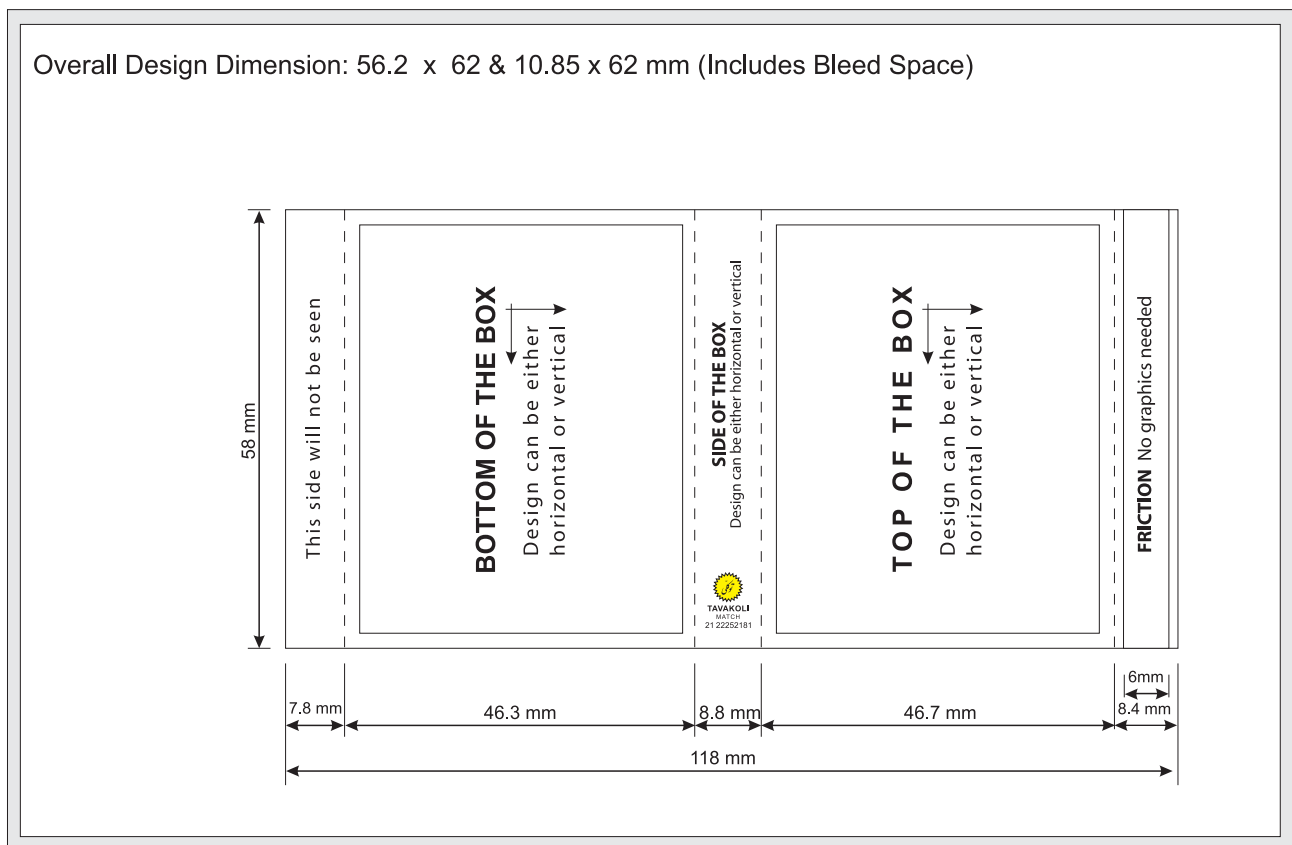 Overall Design Dimension: 56.2 x 62 & 10.85 x 62 mm (Includes Bleed Space)
58 mm
This side will not be seen
BOTTOM OF THE BOX
Design can be either
horizontal or vertical
SIDE OF THE BOX
Design can be either horizontal or vertical
TAVAKOLI
MATCH
21 22252181
TOP OF THE BOX
Design can be either
horizontal or vertical
FRICTION No graphics needed
6mm
7.8 mm
46.3 mm
8.8 mm
46.7 mm
8.4 mm
118 mm